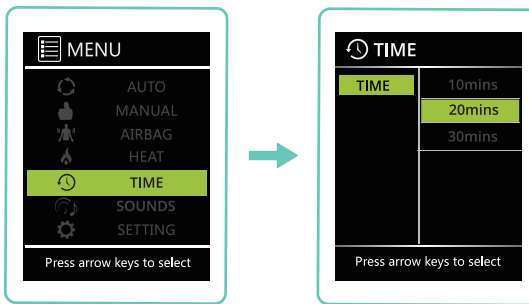 MENU
AUTO
MANUAL
AIRBAG
HEAT
TIME
SOUNDS
SETTING
Press arrow keys to select
TIME
TIME
10mins
20mins
30mins
Press arrow keys to select